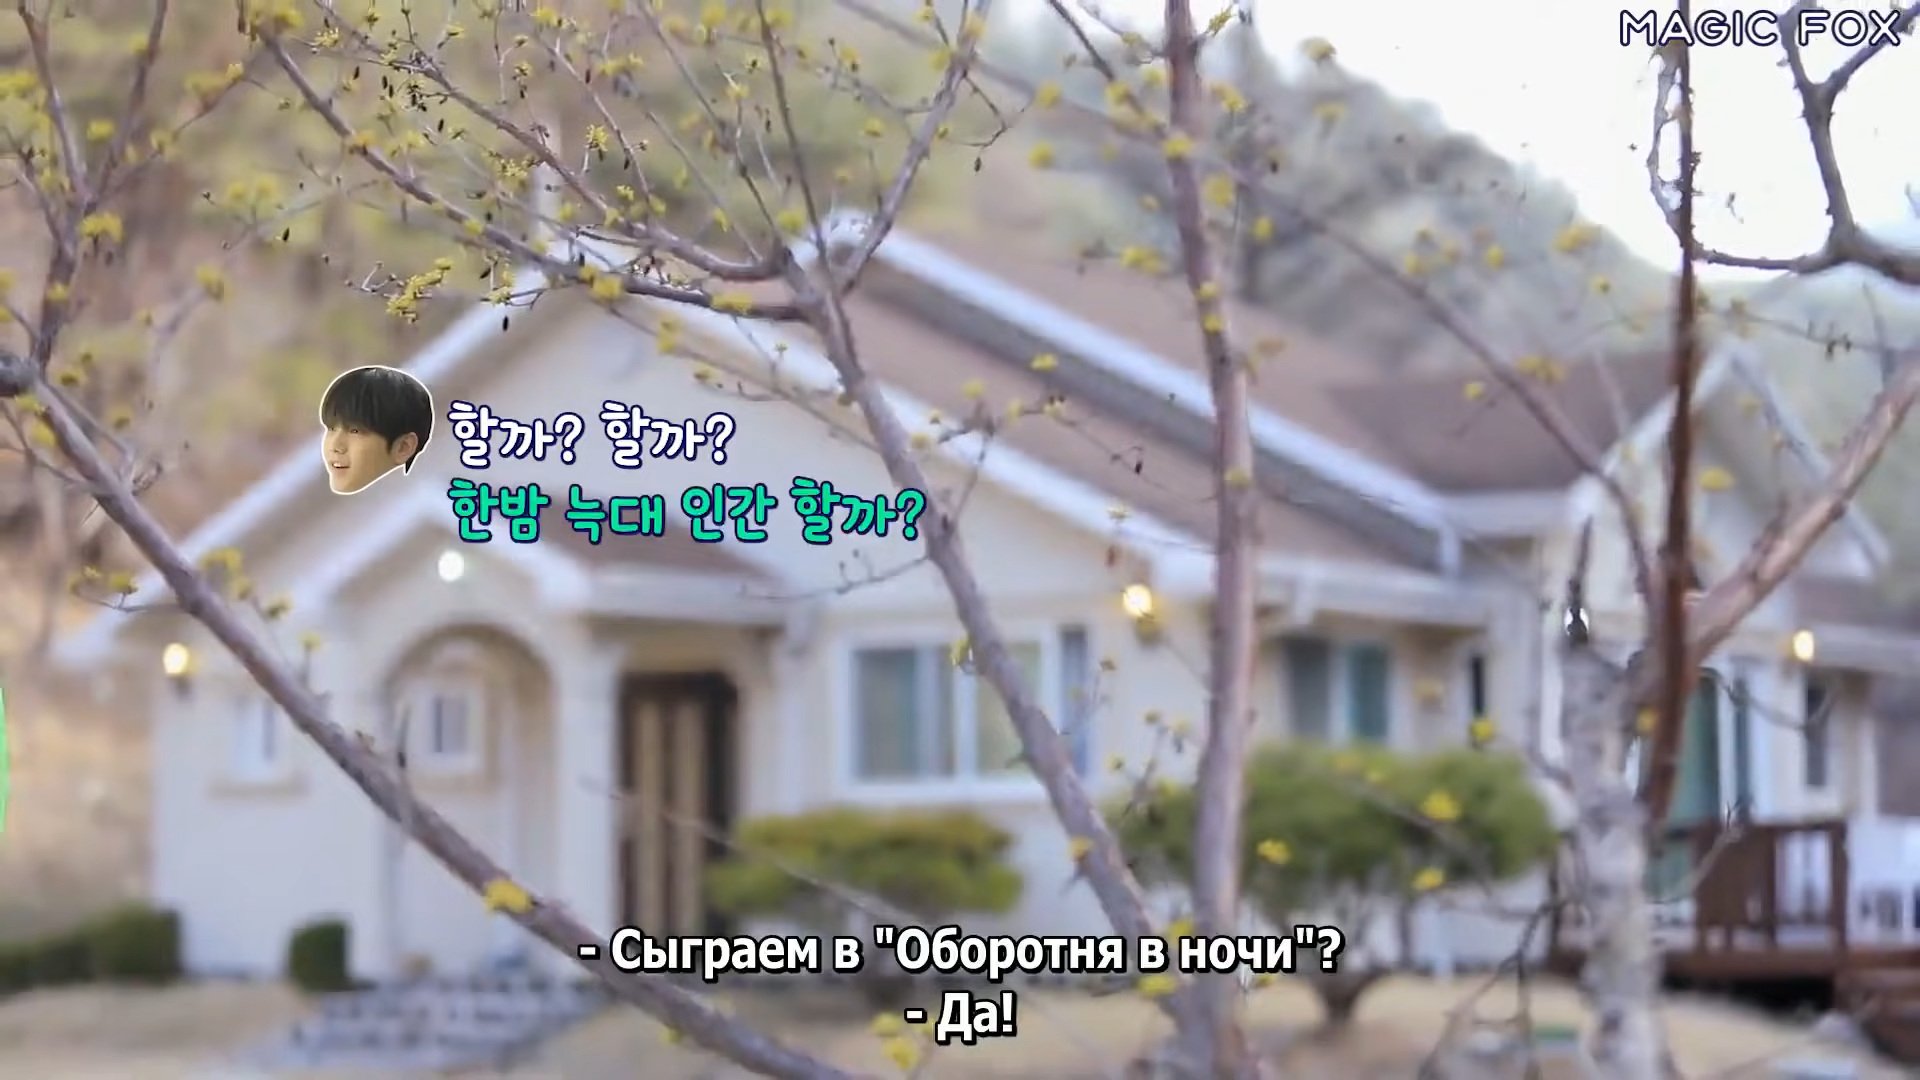 MAGIC FOX
할까? 할까?
한밤 늑대 인간 할까?
- Сыграем в "Оборотня в ночи"?
- Да!